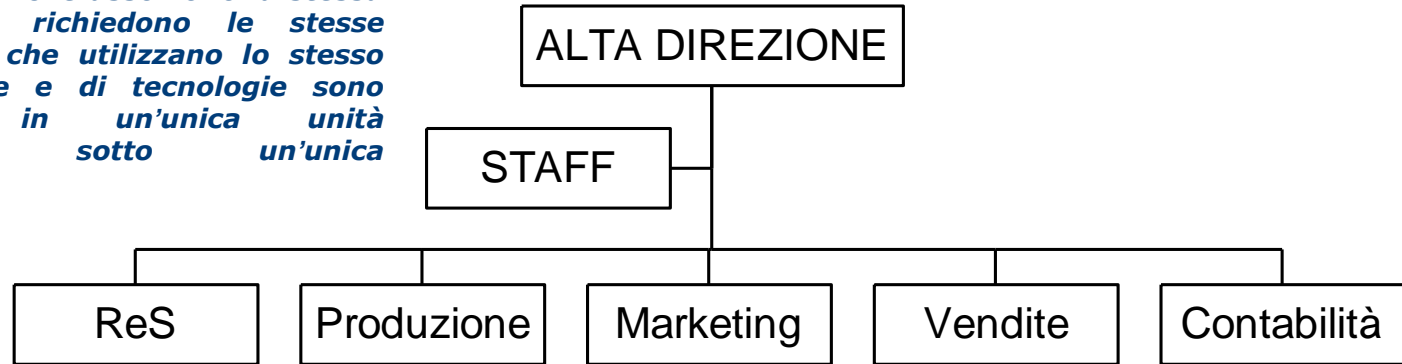 richiedono le stesse
che utilizzano lo stesso
e di tecnologie sono
in un’unica unità
sotto un’unica
ALTA DIREZIONE
STAFF
ReS
Produzione
Marketing
Vendite
Contabilità